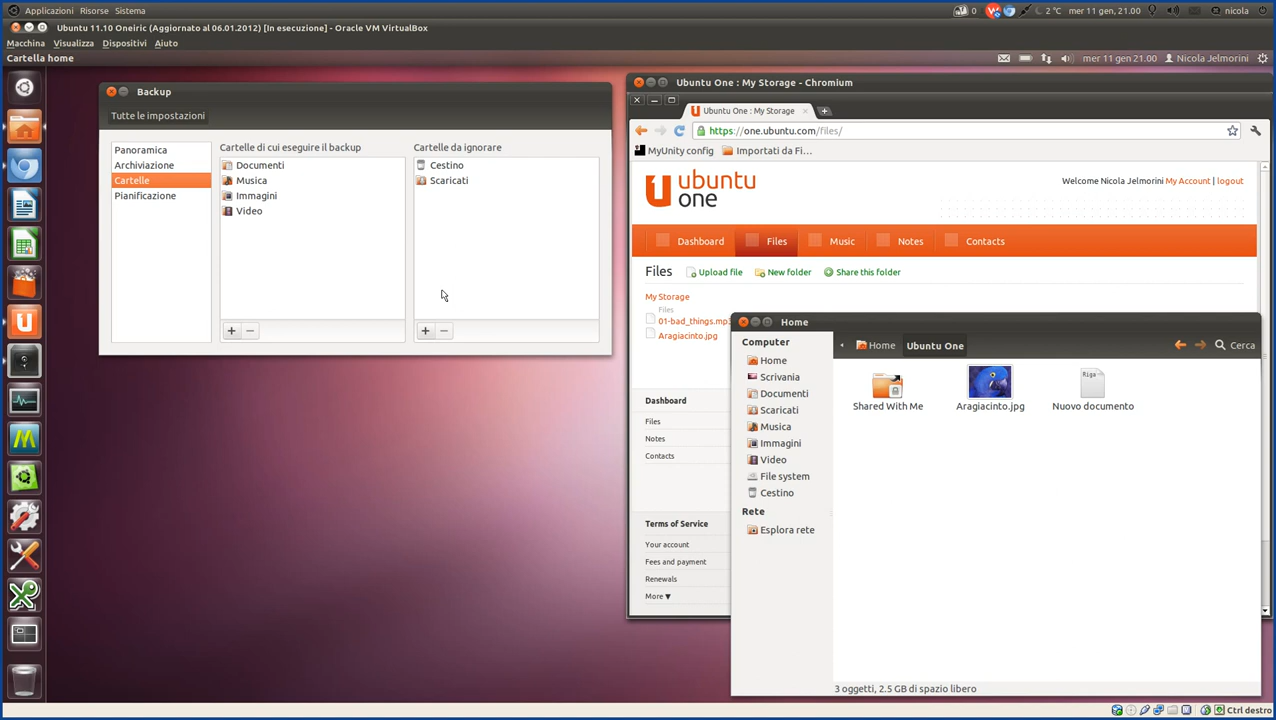 Applicazioni Risorse Sistema
0 2 °C mer 11 gen, 21.00 nicola
Ubuntu 11.10 Oneiric (Aggiornato al 06.01.2012) [In esecuzione] - Oracle VM VirtualBox
Macchina Visualizza Dispositivi Aiuto
Cartella home
mer 11 gen 21.00 Nicola Jelmorini
Backup
Tutte le impostazioni
Panoramica
Archiviazione
Cartelle
Pianificazione
Cartelle di cui eseguire il backup
Documenti
Musica
Immagini
Video
Cartelle da ignorare
Cestino
Scaricati
Ubuntu One : My Storage - Chromium
Ubuntu One : My Storage
https://one.ubuntu.com/files/
MyUnity config Importati da Fi...
ubuntu
one
Welcome Nicola Jelmorini My Account | logout
Dashboard Files Music Notes Contacts
Files Upload file New folder Share this folder
My Storage
Files
01-bad_things.mp3
Aragiacinto.jpg
Dashboard
Files
Notes
Contacts
Terms of Service
Your account
Fees and payment
Renewals
More ▼
Home
Computer
Home
Scrivania
Documenti
Scaricati
Musica
Immagini
Video
File system
Cestino
Rete
Esplora rete
Home Ubuntu One Cerca
Riga
Shared With Me Aragiacinto.jpg Nuovo documento
3 oggetti, 2.5 GB di spazio libero
Ctrl destro